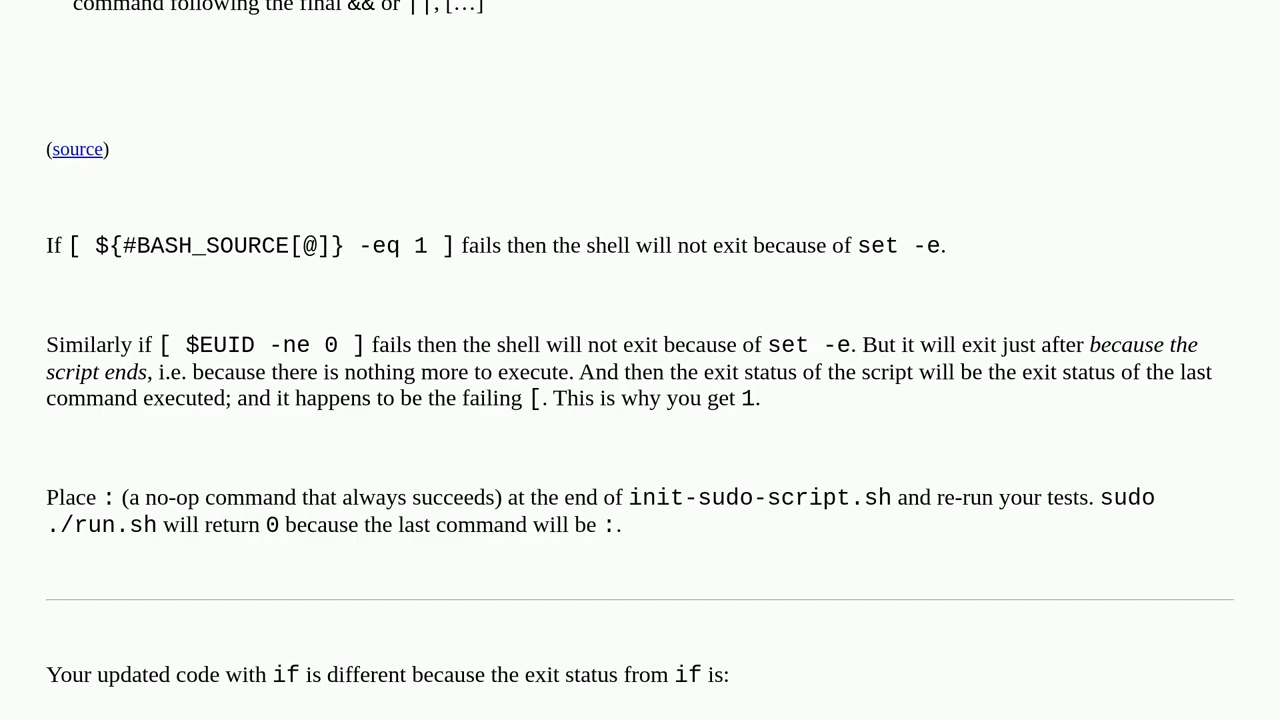 command following the final && or ||, […]
(source)
If [ ${#BASH_SOURCE[@]} -eq 1 ] fails then the shell will not exit because of set -e.
Similarly if [ $EUID -ne 0 ] fails then the shell will not exit because of set -e. But it will exit just after because the
script ends, i.e. because there is nothing more to execute. And then the exit status of the script will be the exit status of the last
command executed; and it happens to be the failing [. This is why you get 1.
Place : (a no-op command that always succeeds) at the end of init-sudo-script.sh and re-run your tests. sudo
./run.sh will return 0 because the last command will be :.
Your updated code with if is different because the exit status from if is: